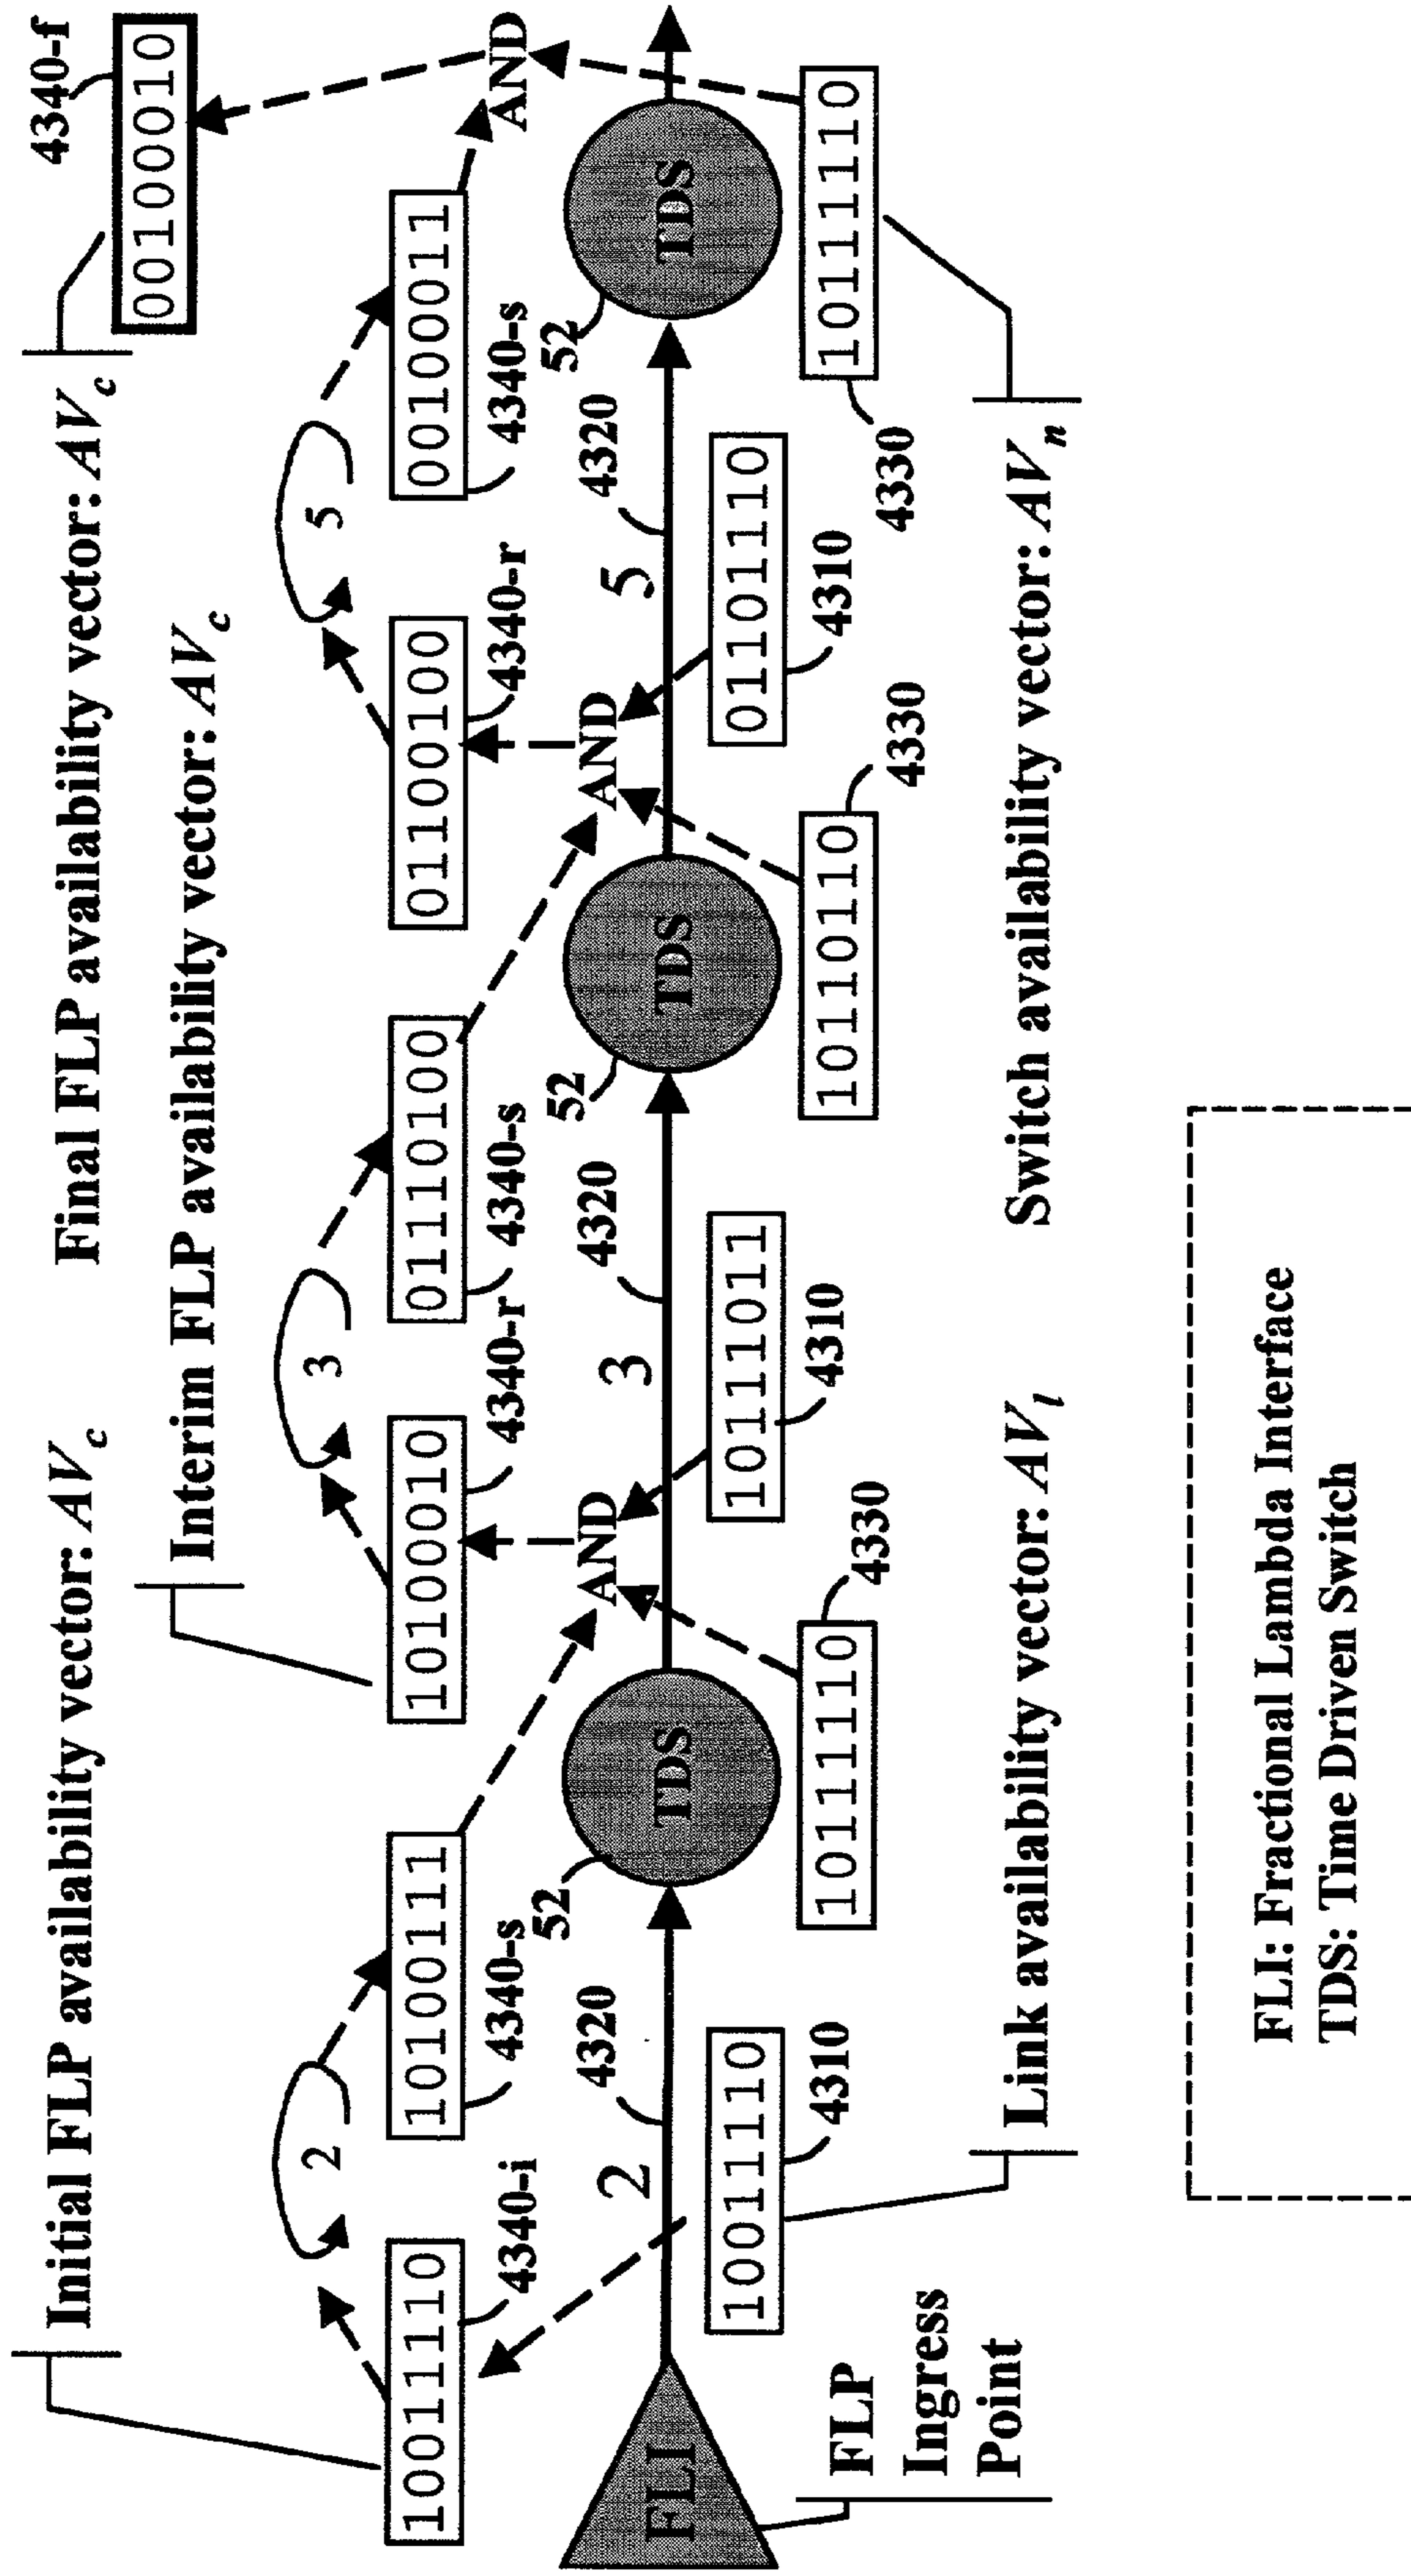 4340-f
Initial FLP availability vector: AVc
Final FLP availability vector: AVc
00100010
Interim FLP availability vector: AVc
2
3
5
10011110
10100111
10100010
01110100
01100100
00100011
4340-i
4340-s
4340-r
4340-s
4340-r
4340-s
AND
52
4320
AND
52
4320
AND
52
4320
2
3
5
FLI
TDS
TDS
TDS
10011110
10111011
01101110
4310
4310
4310
10111110
10110110
10111110
4330
4330
4330
FLP
Ingress
Point
Link availability vector: AVl
Switch availability vector: AVn
FLI: Fractional Lambda Interface
TDS: Time Driven Switch